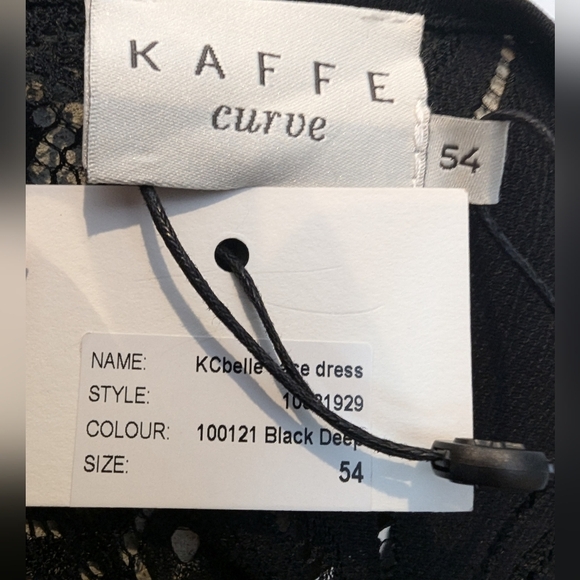 KAFFE
curve
54
NAME: KCbelle dress
STYLE:
COLOUR: 100121 Black Deep
SIZE: 54